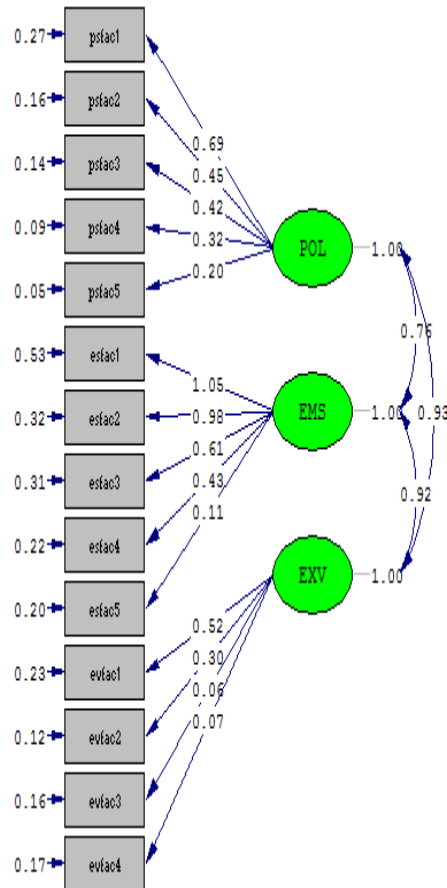 0.27 psfac1
0.16 psfac2
0.14 psfac3
0.09 psfac4
0.05 psfac5
0.53 esfac1
0.32 esfac2
0.31 esfac3
0.22 esfac4
0.20 esfac5
0.23 evfac1
0.12 evfac2
0.16 evfac3
0.17 evfac4
0.69
0.45
0.42
0.32
0.20
1.05
0.98
0.61
0.43
0.11
0.52
0.30
0.06
0.07
POL 1.00
EMS 1.00
EXV 1.00
0.76
0.93
0.92